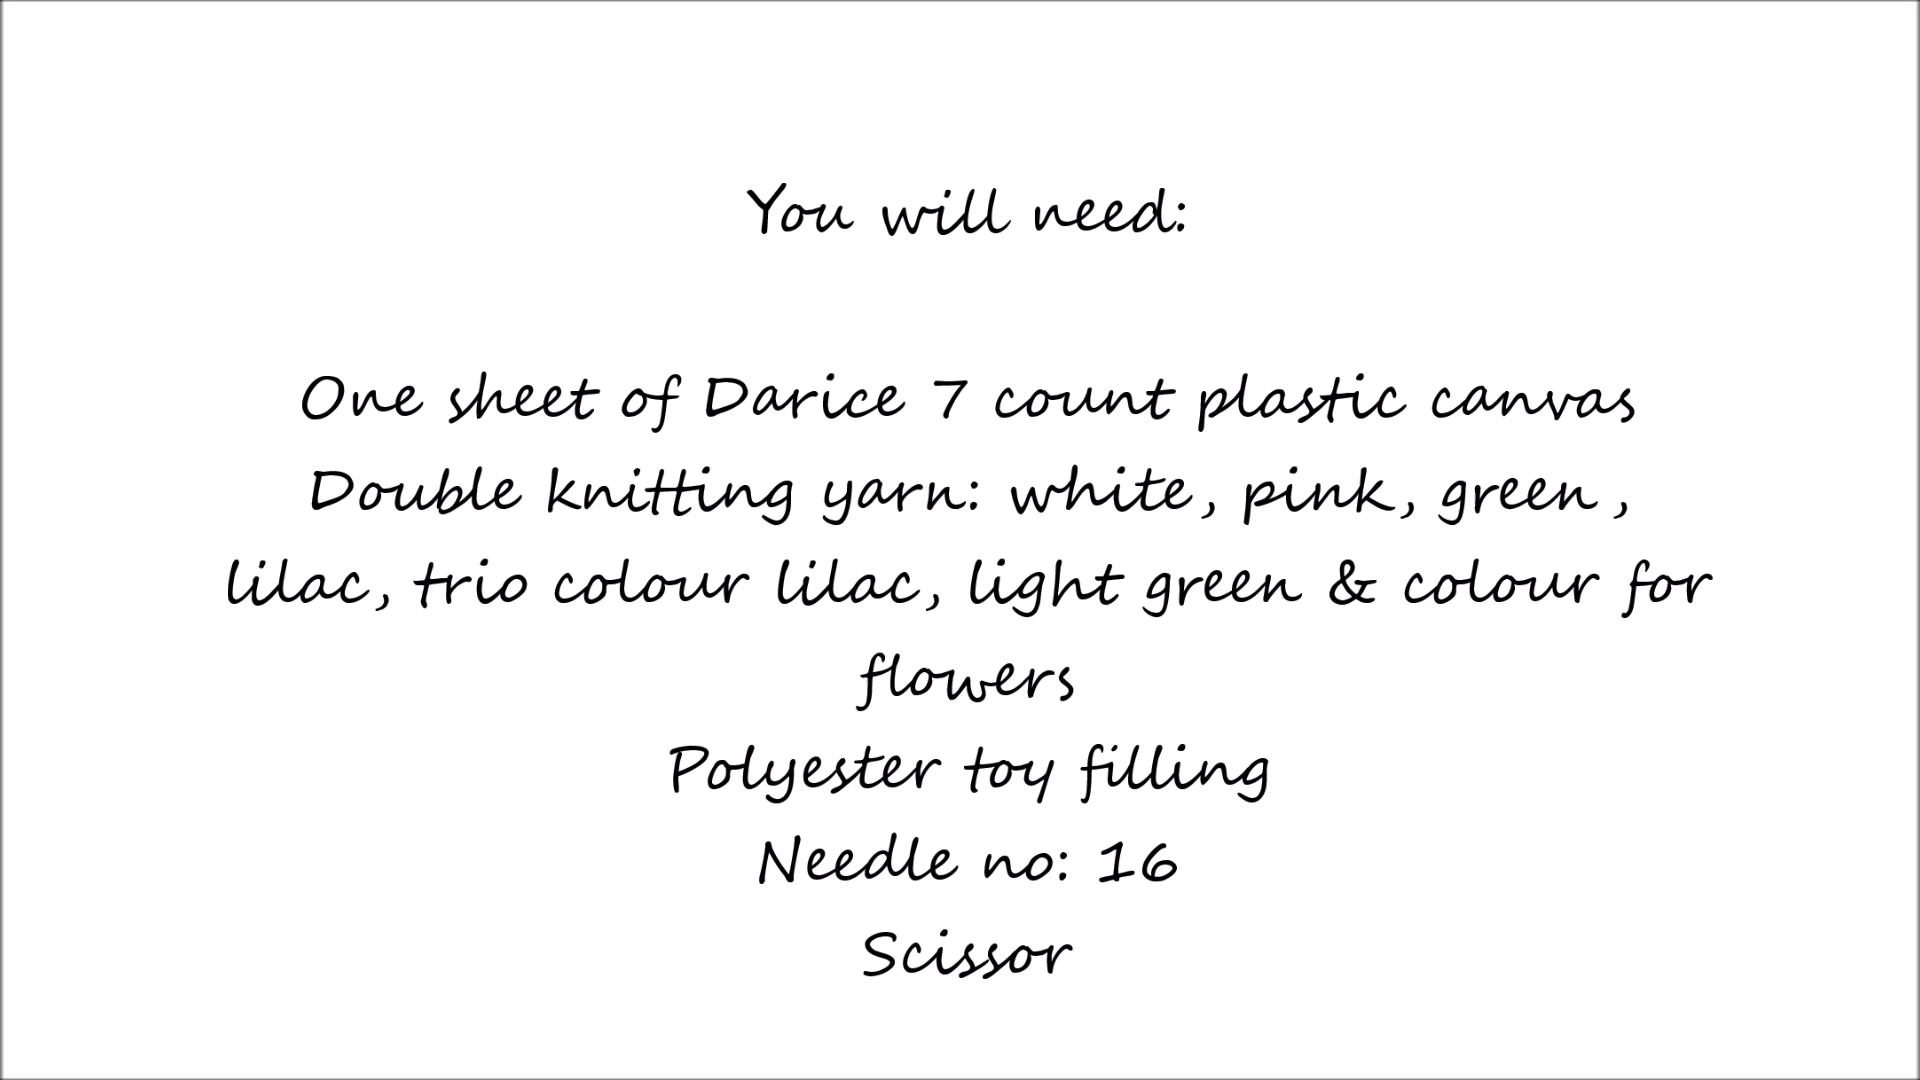 You will need:
One sheet of Darice 7 count plastic canvas
Double knitting yarn: white, pink, green ,
lilac, trio colour lilac, light green & colour for
flowers
Polyester toy filling
Needle no: 16
Scissor